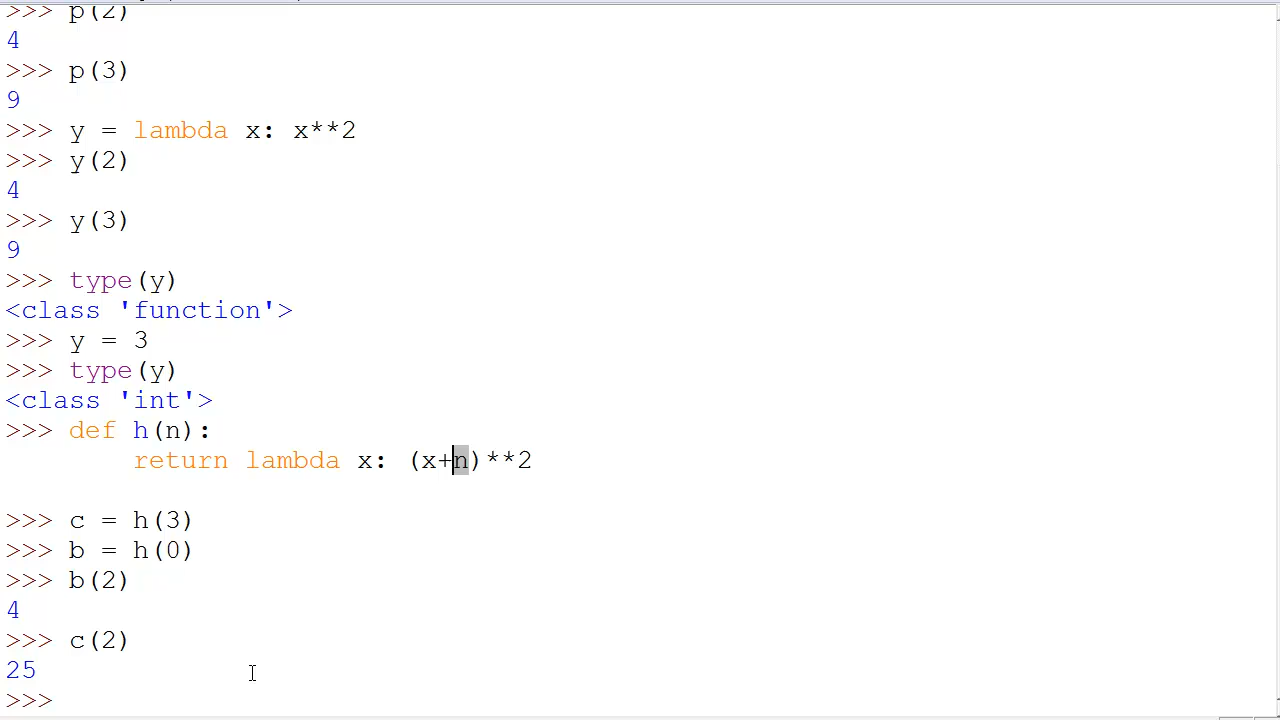 >>> p(2)
4
>>> p(3)
9
>>> y = lambda x: x**2
>>> y(2)
4
>>> y(3)
9
>>> type(y)
<class 'function'>
>>> y = 3
>>> type(y)
<class 'int'>
>>> def h(n):
        return lambda x: (x+n)**2
>>> c = h(3)
>>> b = h(0)
>>> b(2)
4
>>> c(2)
25
>>>